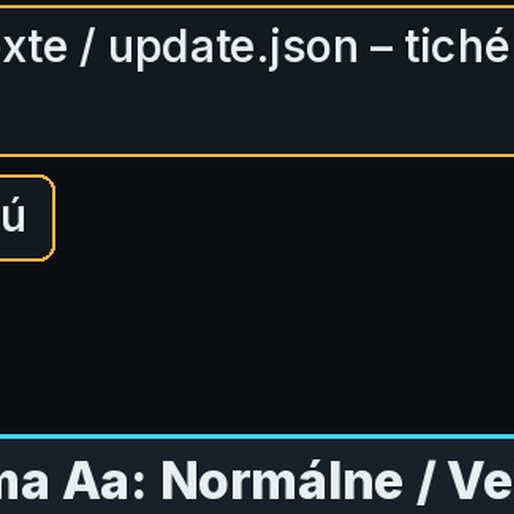 xte / update.json – tiché
ú
ma Aa: Normálne / Ve